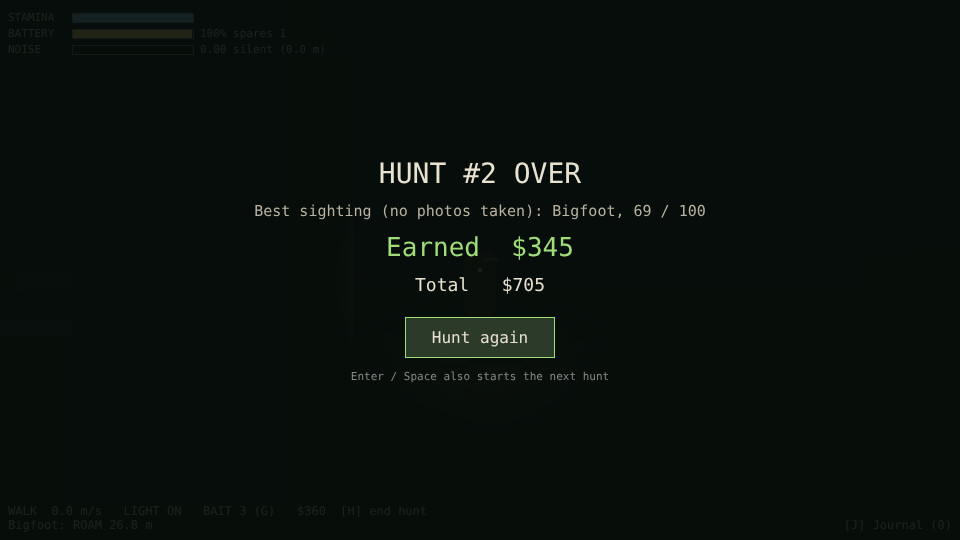 STAMINA
BATTERY 100% spares 1
NOISE 0.00 silent (0.0 m)
HUNT #2 OVER
Best sighting (no photos taken): Bigfoot, 69 / 100
Earned $345
Total $705
Hunt again
Enter / Space also starts the next hunt
WALK 0.0 m/s LIGHT ON BAIT 3 (G) $360 [H] end hunt
Bigfoot: ROAM 26.8 m [J] Journal (0)